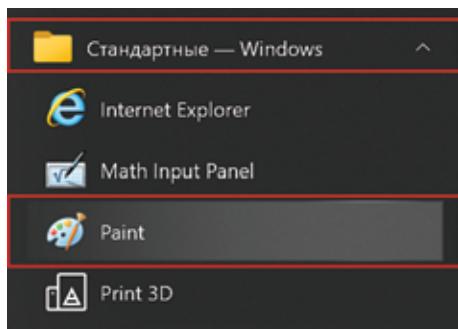 Стандартные — Windows
Internet Explorer
Math Input Panel
Paint
Print 3D